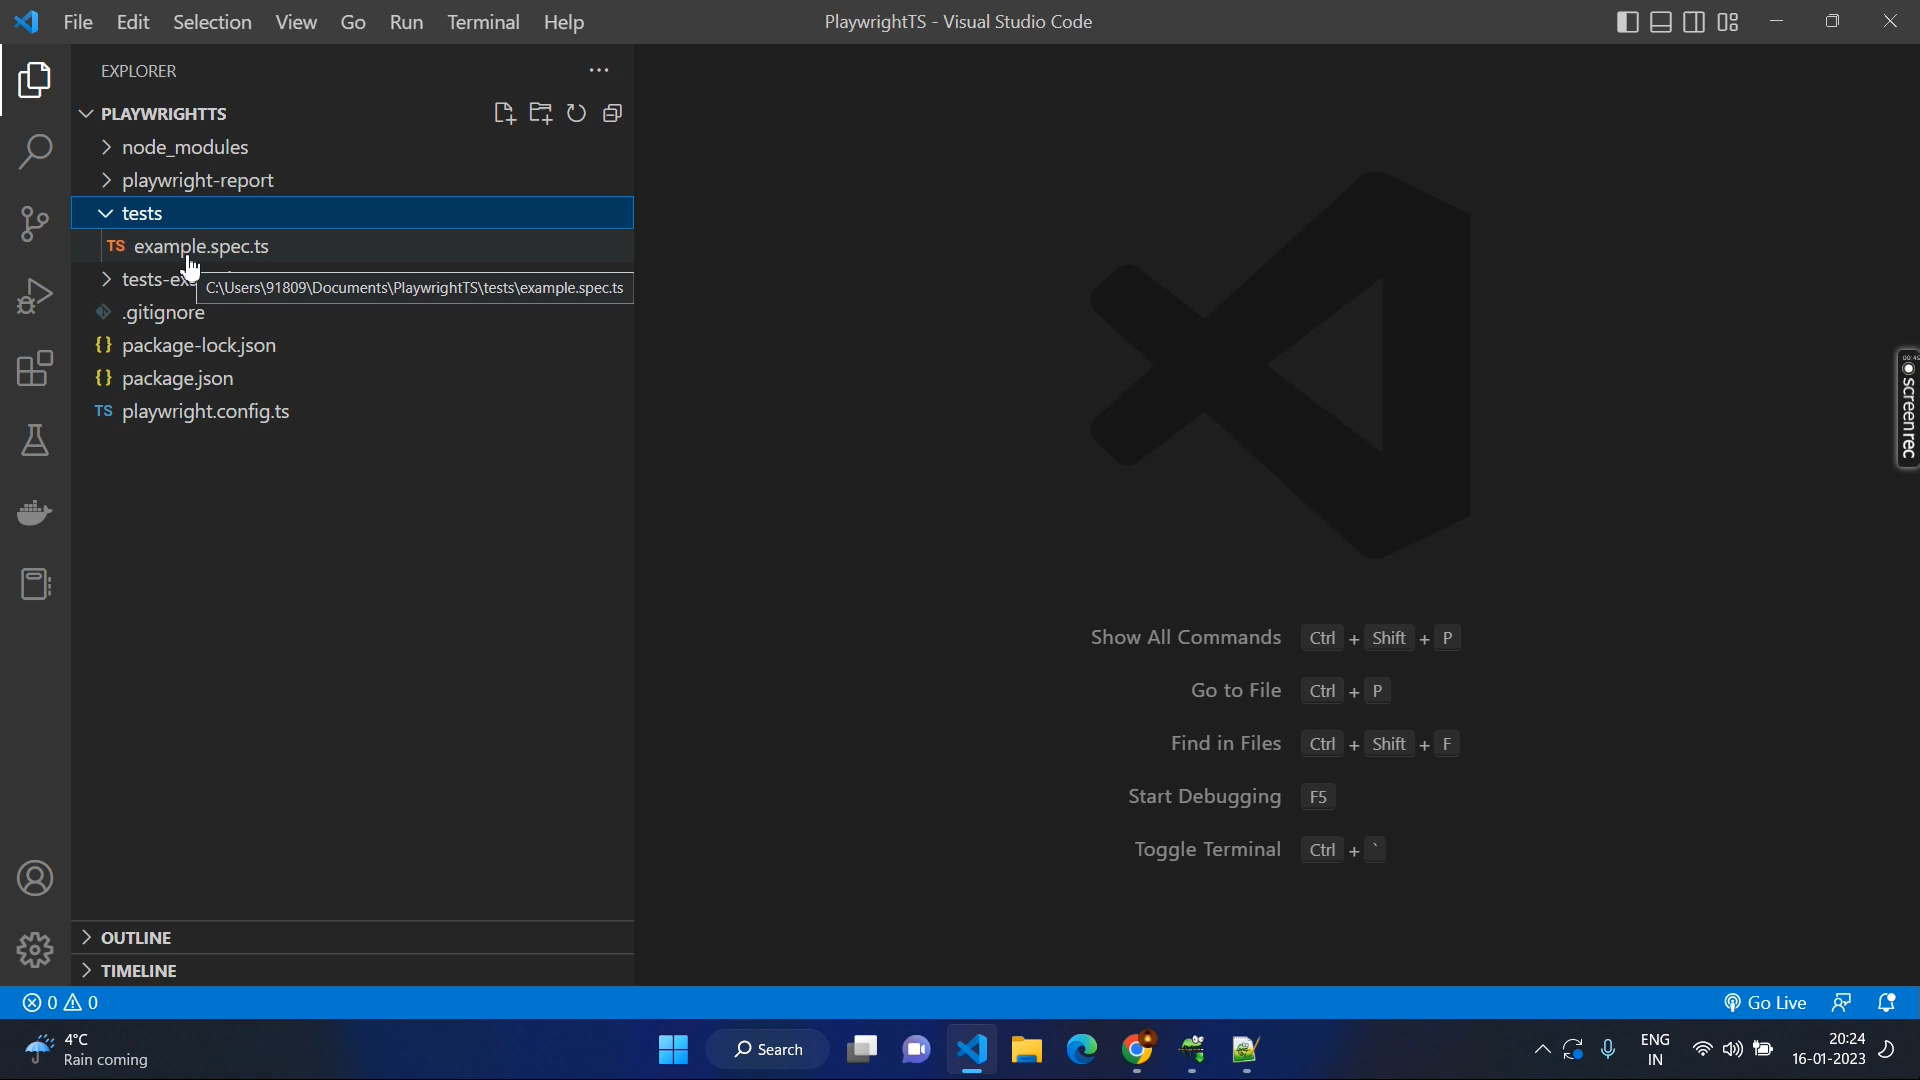 File Edit Selection View Go Run Terminal Help
PlaywrightTS - Visual Studio Code
EXPLORER
PLAYWRIGHTTS
node_modules
playwright-report
tests
TS example.spec.ts
tests-ex
C:\Users\91809\Documents\PlaywrightTS\tests\example.spec.ts
.gitignore
{} package-lock.json
{} package.json
TS playwright.config.ts
00:45
screenrec
Show All Commands Ctrl + Shift + P
Go to File Ctrl + P
Find in Files Ctrl + Shift + F
Start Debugging F5
Toggle Terminal Ctrl + `
OUTLINE
TIMELINE
0 0
Go Live
4°C
Rain coming
Search
ENG
IN
20:24
16-01-2023